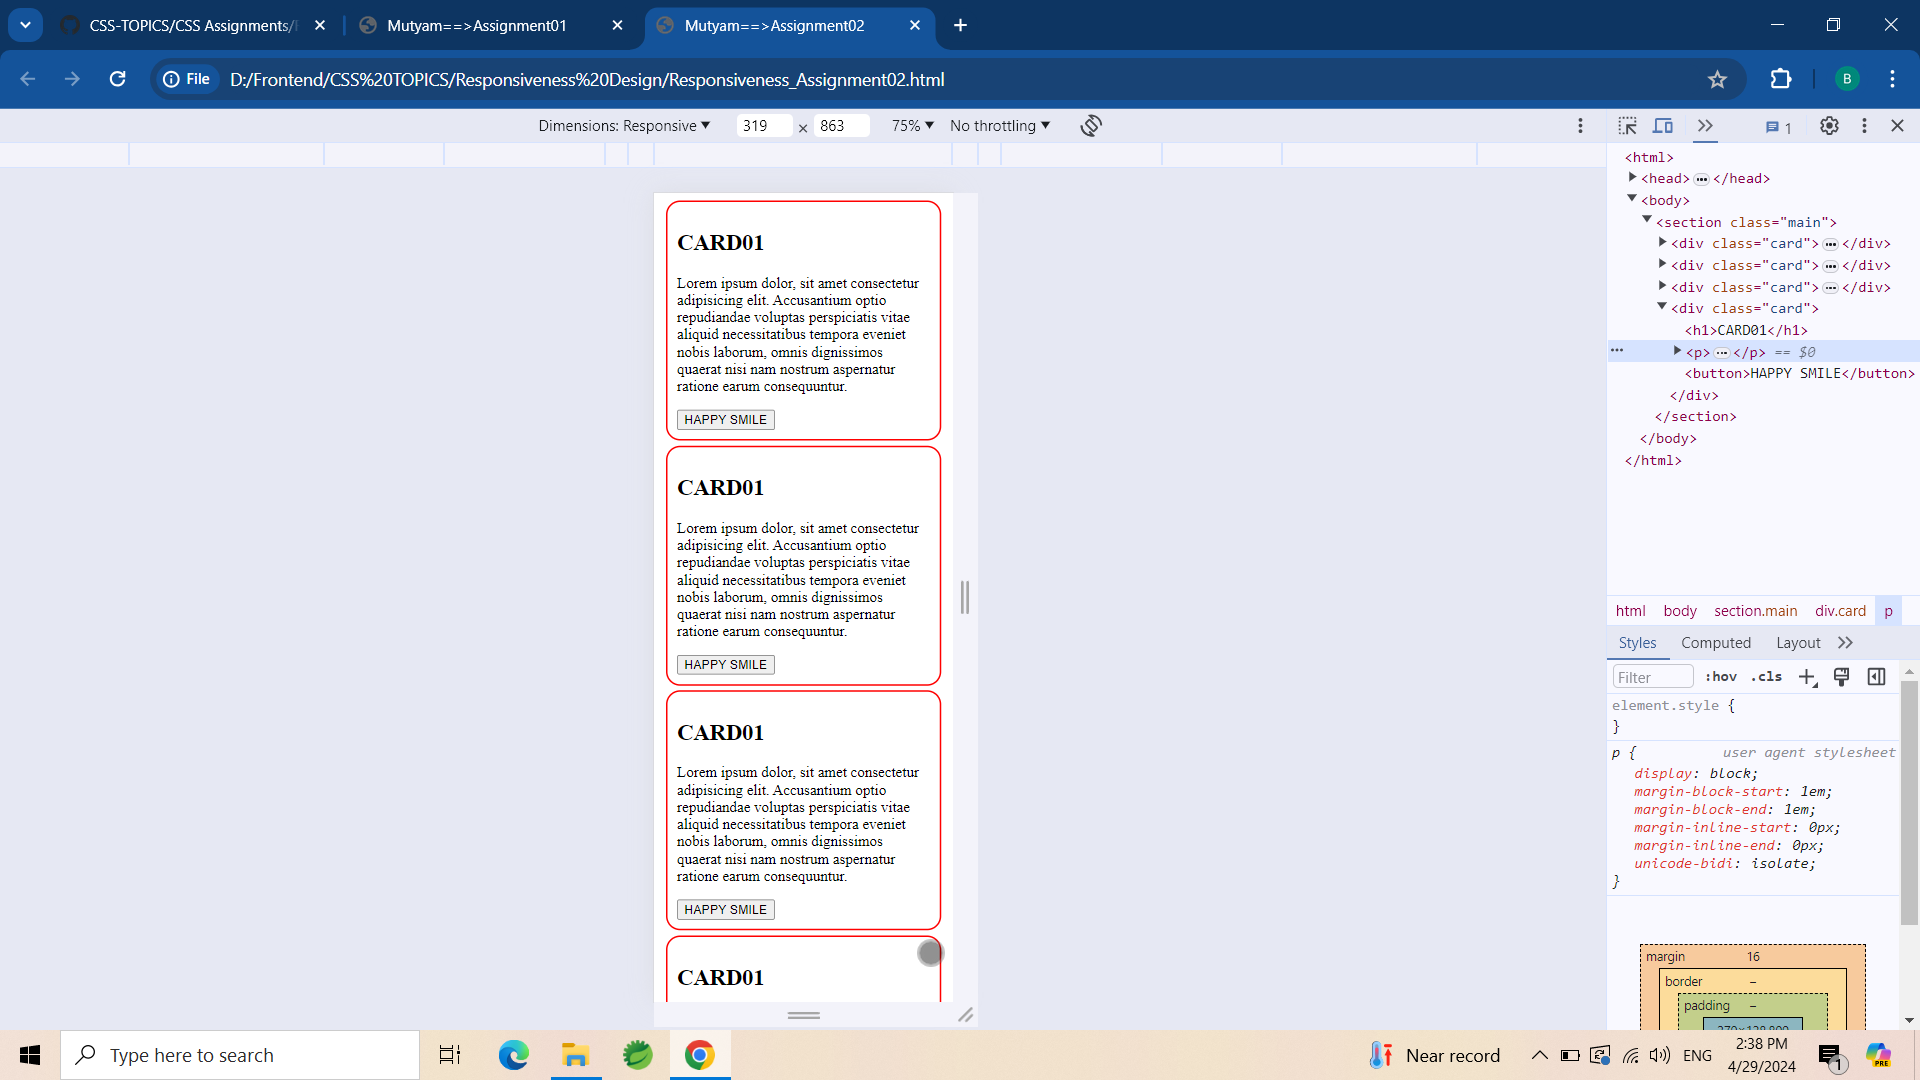 CSS-TOPICS/CSS Assignments/
Mutyam==>Assignment01
Mutyam==>Assignment02
File
D:/Frontend/CSS%20TOPICS/Responsiveness%20Design/Responsiveness_Assignment02.html
B
Dimensions: Responsive
319 × 863
75%
No throttling
1
CARD01
Lorem ipsum dolor, sit amet consectetur
adipisicing elit. Accusantium optio
repudiandae voluptas perspiciatis vitae
aliquid necessitatibus tempora eveniet
nobis laborum, omnis dignissimos
quaerat nisi nam nostrum aspernatur
ratione earum consequuntur.
HAPPY SMILE
CARD01
Lorem ipsum dolor, sit amet consectetur
adipisicing elit. Accusantium optio
repudiandae voluptas perspiciatis vitae
aliquid necessitatibus tempora eveniet
nobis laborum, omnis dignissimos
quaerat nisi nam nostrum aspernatur
ratione earum consequuntur.
HAPPY SMILE
CARD01
Lorem ipsum dolor, sit amet consectetur
adipisicing elit. Accusantium optio
repudiandae voluptas perspiciatis vitae
aliquid necessitatibus tempora eveniet
nobis laborum, omnis dignissimos
quaerat nisi nam nostrum aspernatur
ratione earum consequuntur.
HAPPY SMILE
CARD01
<html>
<head> ••• </head>
<body>
<section class="main">
<div class="card"> ••• </div>
<div class="card"> ••• </div>
<div class="card"> ••• </div>
<div class="card">
<h1>CARD01</h1>
••• <p> ••• </p> == $0
<button>HAPPY SMILE</button>
</div>
</section>
</body>
</html>
html body section.main div.card p
Styles Computed Layout
Filter :hov .cls
element.style {
}
p { user agent stylesheet
display: block;
margin-block-start: 1em;
margin-block-end: 1em;
margin-inline-start: 0px;
margin-inline-end: 0px;
unicode-bidi: isolate;
}
margin 16
border –
padding –
Type here to search
Near record
ENG
2:38 PM
4/29/2024
1
PRE